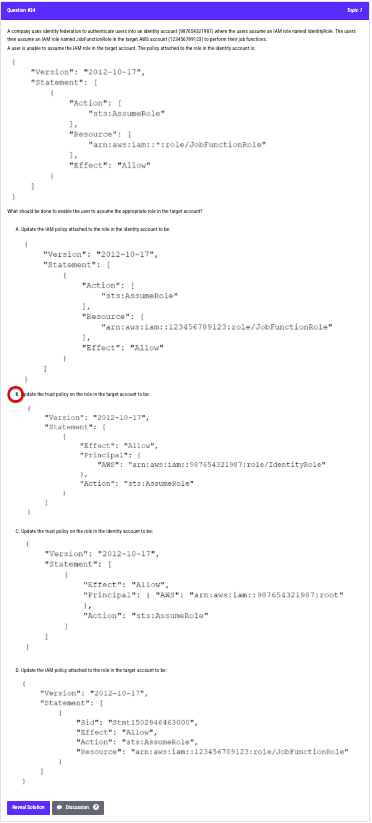 Question #34
Topic 1
A company uses identity federation to authenticate users into an identity account (987654321987) where the users assume an IAM role named IdentityRole. The users
then assume an IAM role named JobFunctionRole in the target AWS account (123456789123) to perform their job functions.
A user is unable to assume the IAM role in the target account. The policy attached to the role in the identity account is:
{
"Version": "2012-10-17",
"Statement": [
{
"Action": [
"sts:AssumeRole"
],
"Resource": [
"arn:aws:iam::*:role/JobFunctionRole"
],
"Effect": "Allow"
}
]
}
What should be done to enable the user to assume the appropriate role in the target account?
A. Update the IAM policy attached to the role in the identity account to be:
{
"Version": "2012-10-17",
"Statement": [
{
"Action": [
"sts:AssumeRole"
],
"Resource": [
"arn:aws:iam::123456789123:role/JobFunctionRole"
],
"Effect": "Allow"
}
]
}
B. Update the trust policy on the role in the target account to be:
{
"Version": "2012-10-17",
"Statement": [
{
"Effect": "Allow",
"Principal": {
"AWS": "arn:aws:iam::987654321987:role/IdentityRole"
},
"Action": "sts:AssumeRole"
}
]
}
C. Update the trust policy on the role in the identity account to be:
{
"Version": "2012-10-17",
"Statement": [
{
"Effect": "Allow",
"Principal": { "AWS": "arn:aws:iam::987654321987:root"
},
"Action": "sts:AssumeRole"
}
]
}
D. Update the IAM policy attached to the role in the target account to be:
{
"Version": "2012-10-17",
"Statement": [
{
"Sid": "Stmt1502946463000",
"Effect": "Allow",
"Action": "sts:AssumeRole",
"Resource": "arn:aws:iam::123456789123:role/JobFunctionRole"
}
]
}
Reveal Solution
Discussion
?